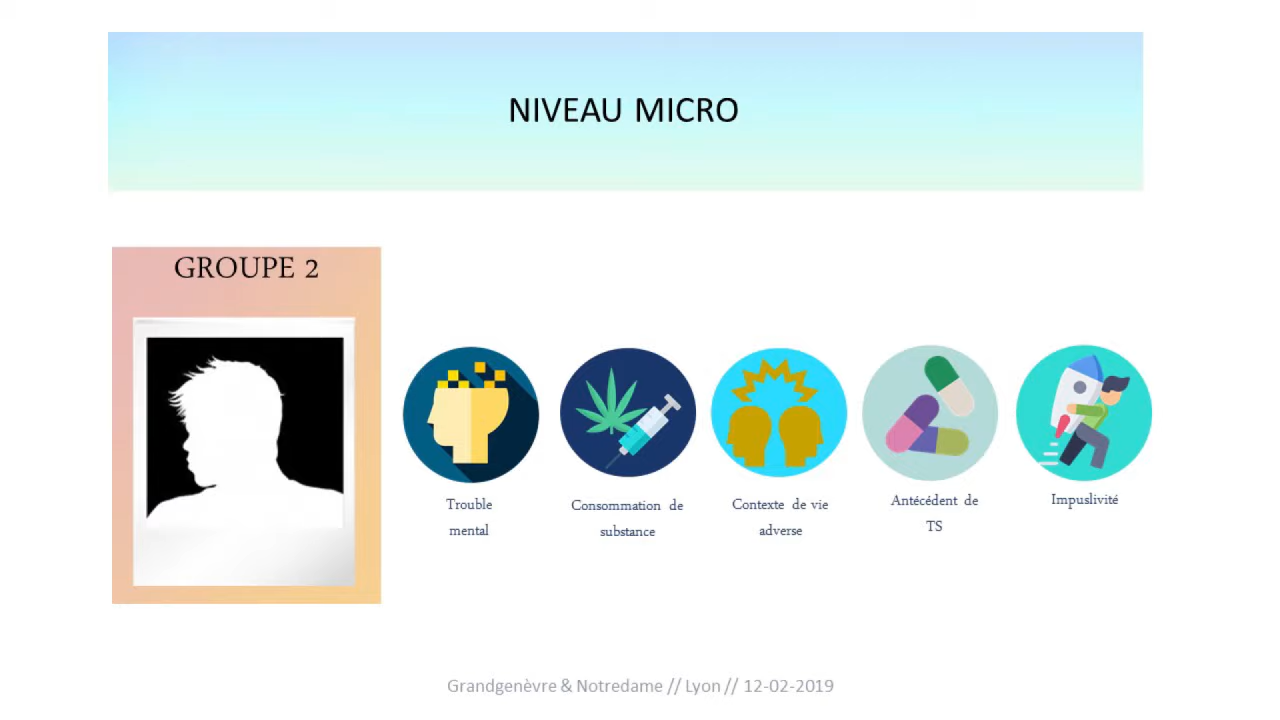 NIVEAU MICRO
GROUPE 2
Trouble
mental
Consommation de
substance
Contexte de vie
adverse
Antécédent de
TS
Impuslivité
Grandgenèvre & Notredame // Lyon // 12-02-2019